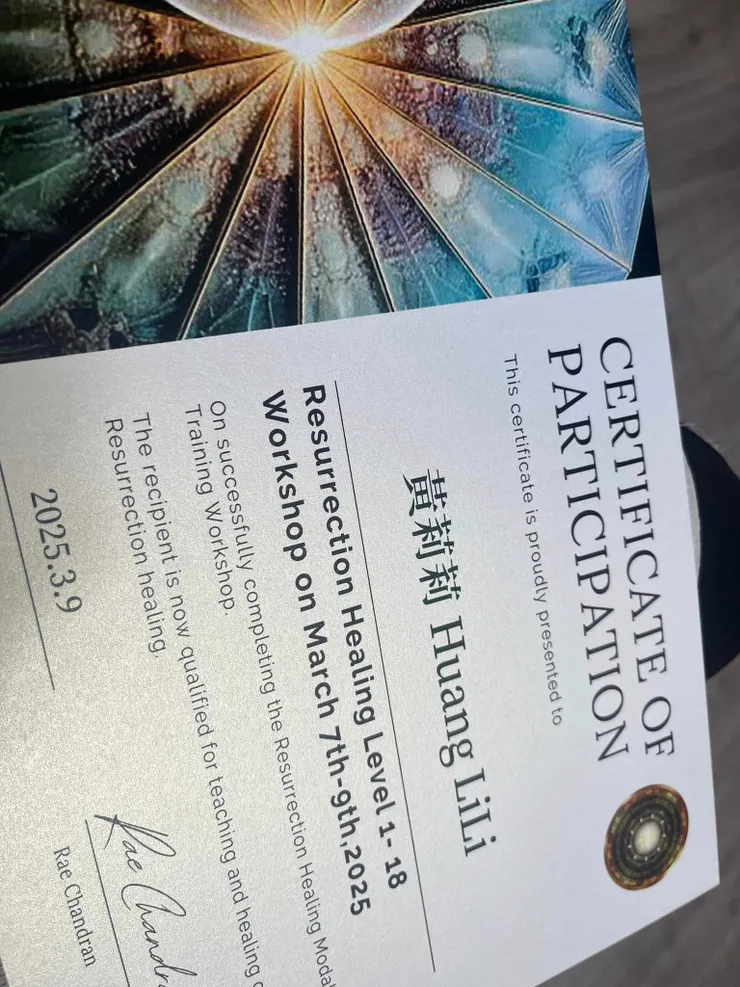 CERTIFICATE OF
PARTICIPATION
This certificate is proudly presented to
黃莉莉 Huang LiLi
Resurrection Healing Level 1- 18
Workshop on March 7th-9th,2025
On successfully completing the Resurrection Healing
Training Workshop.
The recipient is now qualified for teaching and healing
Resurrection healing.
2025.3.9
Rae Chandran